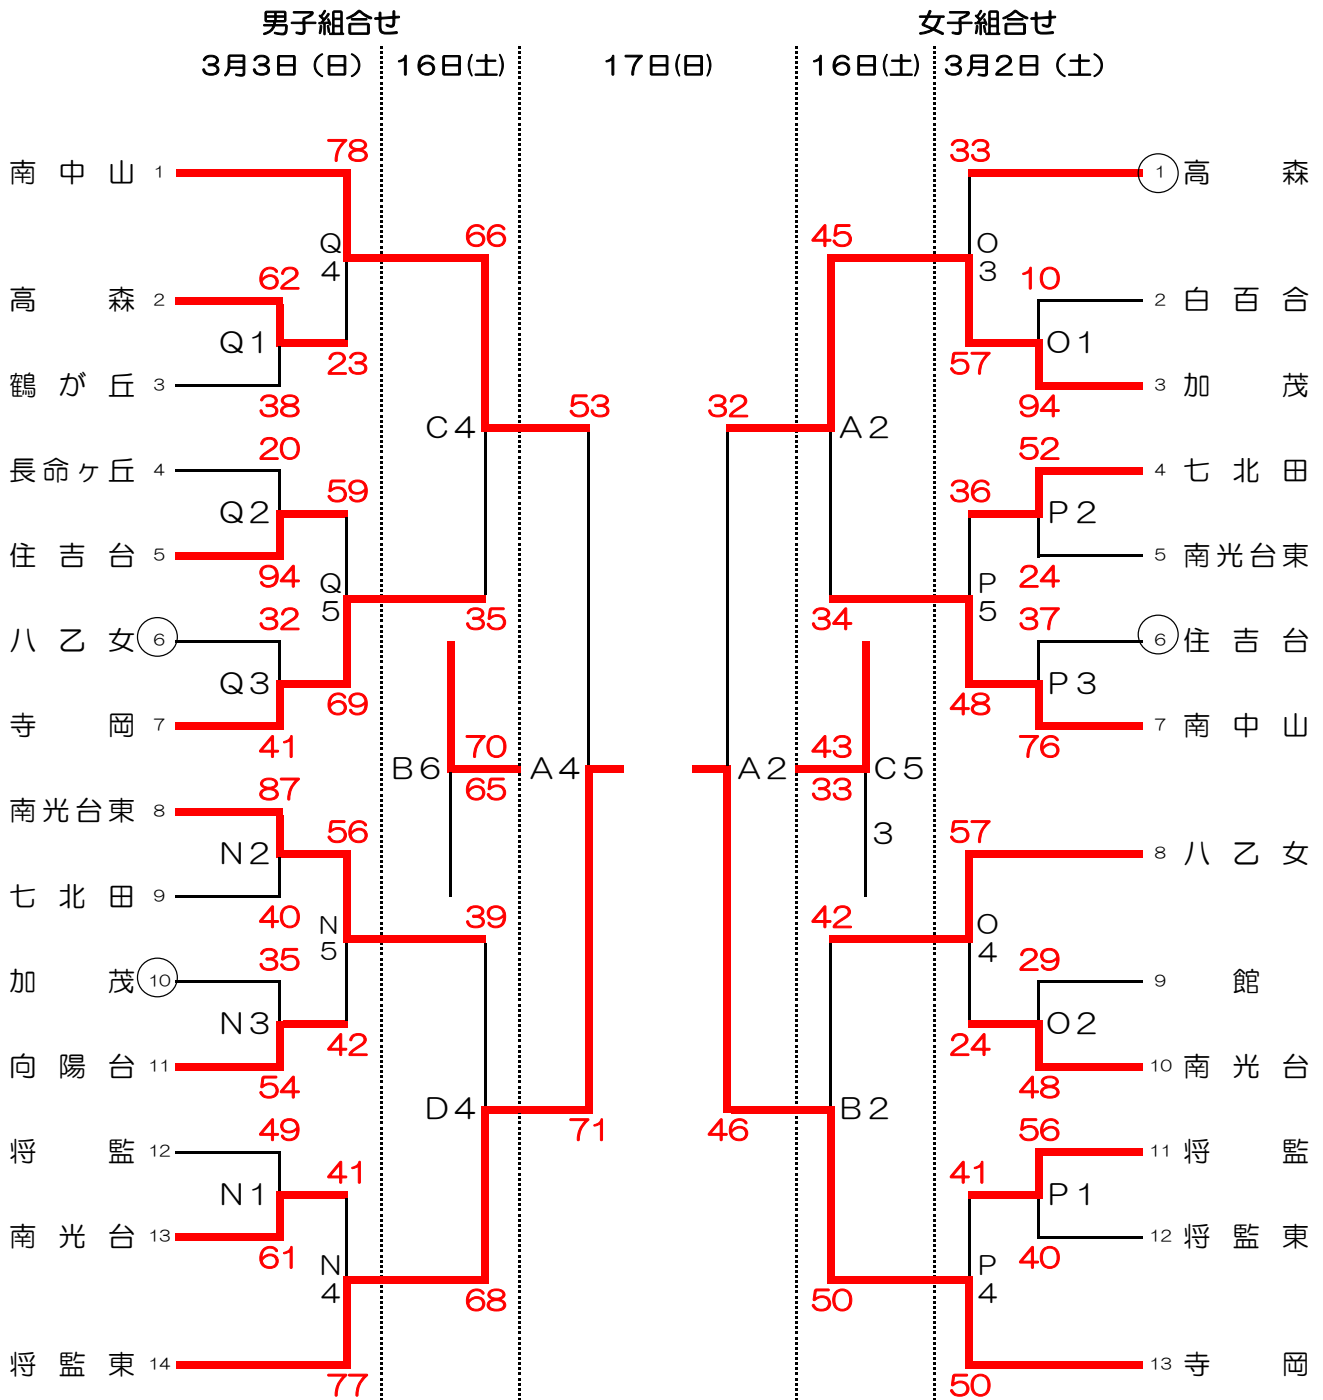 男子組合せ 女子組合せ
3月3日（日） 16日(土) 17日(日) 16日(土) 3月2日（土）
78 33
南中山 1 1 高森
66 45
Q4 O3
62 10
高森 2 2 白百合
Q1 O1
23 57
鶴が丘 3 3 加茂
38 53 32 94
C4 A2
20 52
長命ヶ丘 4 4 七北田
59 36
Q2 P2
住吉台 5 5 南光台東
94 24
Q5 P5
32 35 34 37
八乙女 6 6 住吉台
Q3 P3
69 48
寺岡 7 7 南中山
41 70 43 76
B6 A4 A2 C5
87 65 33
南光台東 8
56 3 57
N2 8 八乙女
七北田 9
40 39 42
N5 O4
35 29
加茂 10 9 館
N3 O2
42 24
向陽台 11 10 南光台
54 48
D4 B2
49 71 46 56
将監 12 11 将監
41 41
N1 P1
南光台 13 12 将監東
61 40
N4 P4
68 50
将監東 14 13 寺岡
77 50